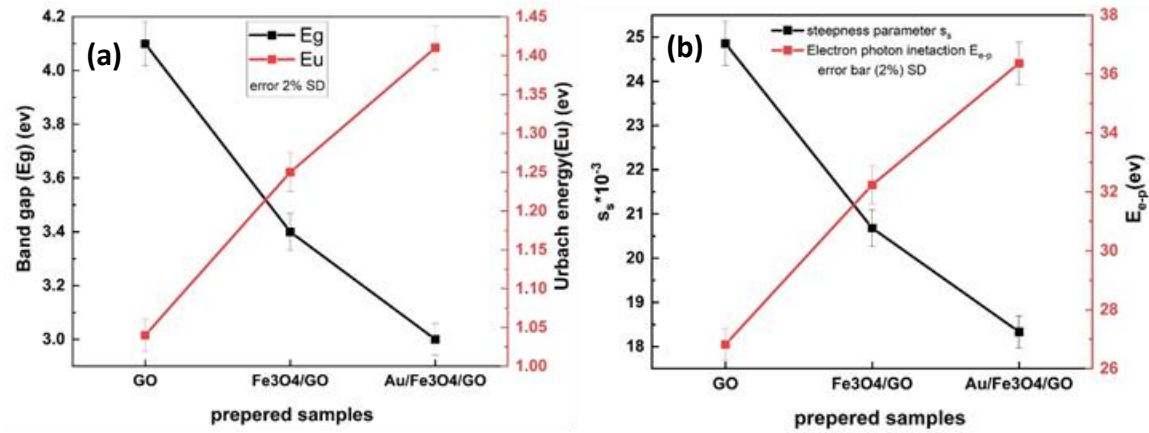 (a)
Eg
Eu
error 2% SD
Band gap (Eg) (ev)
4.2
4.0
3.8
3.6
3.4
3.2
3.0
Urbach energy(Eu) (ev)
1.45
1.40
1.35
1.30
1.25
1.20
1.15
1.10
1.05
1.00
GO
Fe3O4/GO
Au/Fe3O4/GO
prepered samples
(b)
steepness parameter sₛ
Electron photon inetaction Eₑ₋ₚ
error bar (2%) SD
sₛ*10⁻³
25
24
23
22
21
20
19
18
Eₑ₋ₚ(ev)
38
36
34
32
30
28
26
GO
Fe3O4/GO
Au/Fe3O4/GO
prepered samples